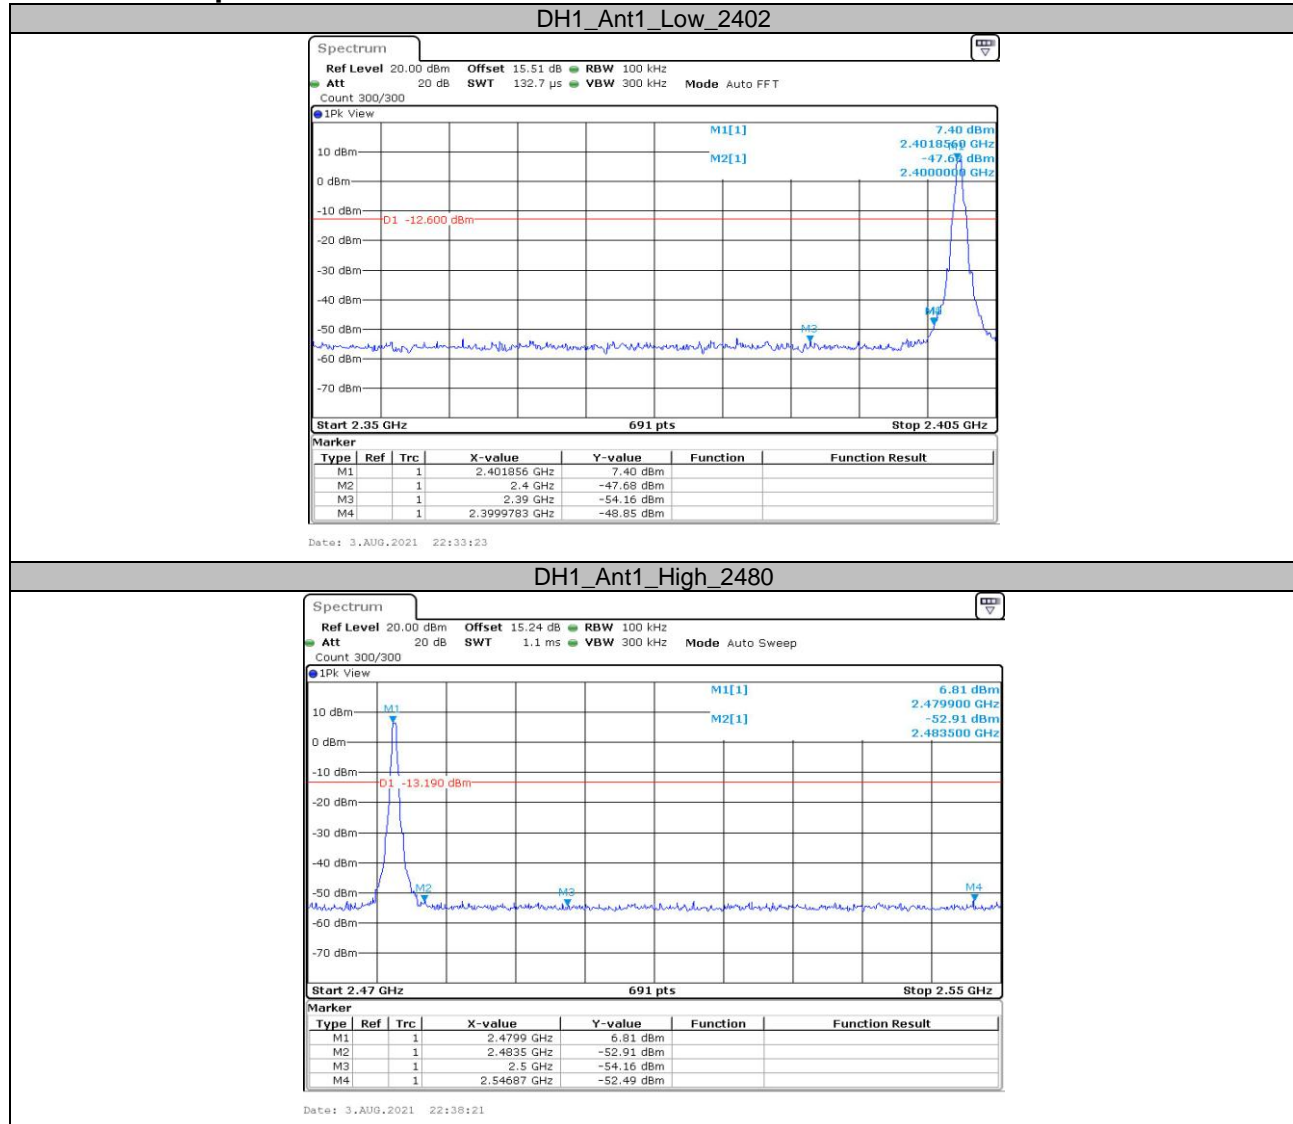 DH1_Ant1_Low_2402
Spectrum
Ref Level 20.00 dBm Offset 15.51 dB RBW 100 kHz
Att 20 dB SWT 132.7 µs VBW 300 kHz Mode Auto FFT
Count 300/300
1Pk View
M1[1] 7.40 dBm
2.4018560 GHz
M2[1] -47.68 dBm
2.4000000 GHz
10 dBm
0 dBm
-10 dBm
D1 -12.600 dBm
-20 dBm
-30 dBm
-40 dBm
-50 dBm
M3
-60 dBm
-70 dBm
Start 2.35 GHz 691 pts Stop 2.405 GHz
Marker
Type Ref Trc X-value Y-value Function Function Result
M1 1 2.401856 GHz 7.40 dBm
M2 1 2.4 GHz -47.68 dBm
M3 1 2.39 GHz -54.16 dBm
M4 1 2.3999783 GHz -48.85 dBm
Date: 3.AUG.2021 22:33:23
DH1_Ant1_High_2480
Spectrum
Ref Level 20.00 dBm Offset 15.24 dB RBW 100 kHz
Att 20 dB SWT 1.1 ms VBW 300 kHz Mode Auto Sweep
Count 300/300
1Pk View
M1[1] 6.81 dBm
2.479900 GHz
M2[1] -52.91 dBm
2.483500 GHz
10 dBm
M1
0 dBm
-10 dBm
D1 -13.190 dBm
-20 dBm
-30 dBm
-40 dBm
-50 dBm
M2 M3 M4
-60 dBm
-70 dBm
Start 2.47 GHz 691 pts Stop 2.55 GHz
Marker
Type Ref Trc X-value Y-value Function Function Result
M1 1 2.4799 GHz 6.81 dBm
M2 1 2.4835 GHz -52.91 dBm
M3 1 2.5 GHz -54.16 dBm
M4 1 2.54687 GHz -52.49 dBm
Date: 3.AUG.2021 22:38:21